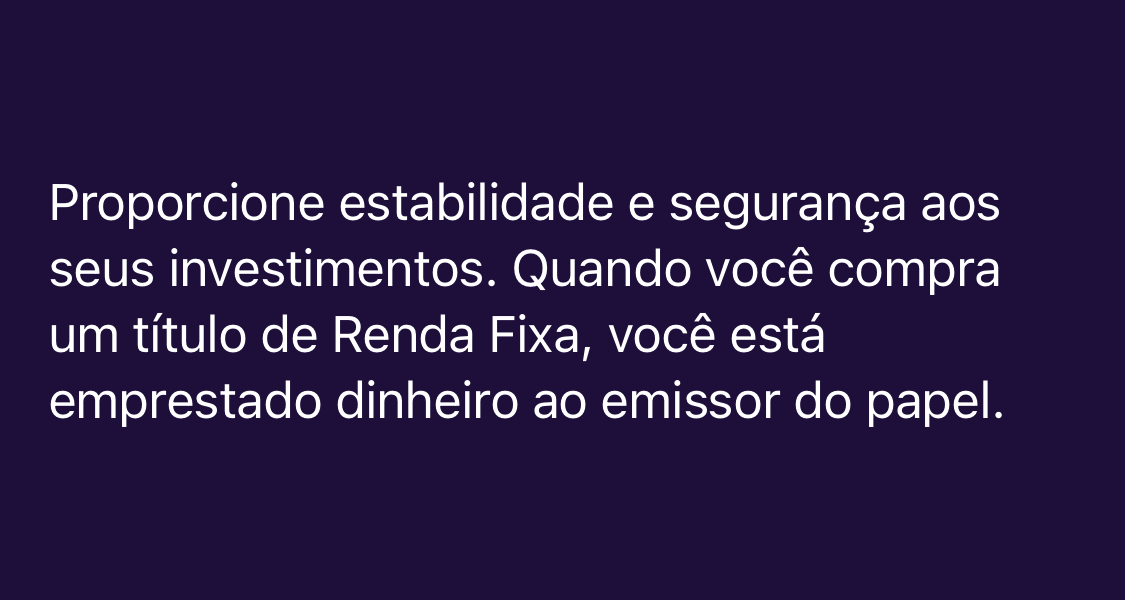 Proporcione estabilidade e segurança aos
seus investimentos. Quando você compra
um título de Renda Fixa, você está
emprestado dinheiro ao emissor do papel.